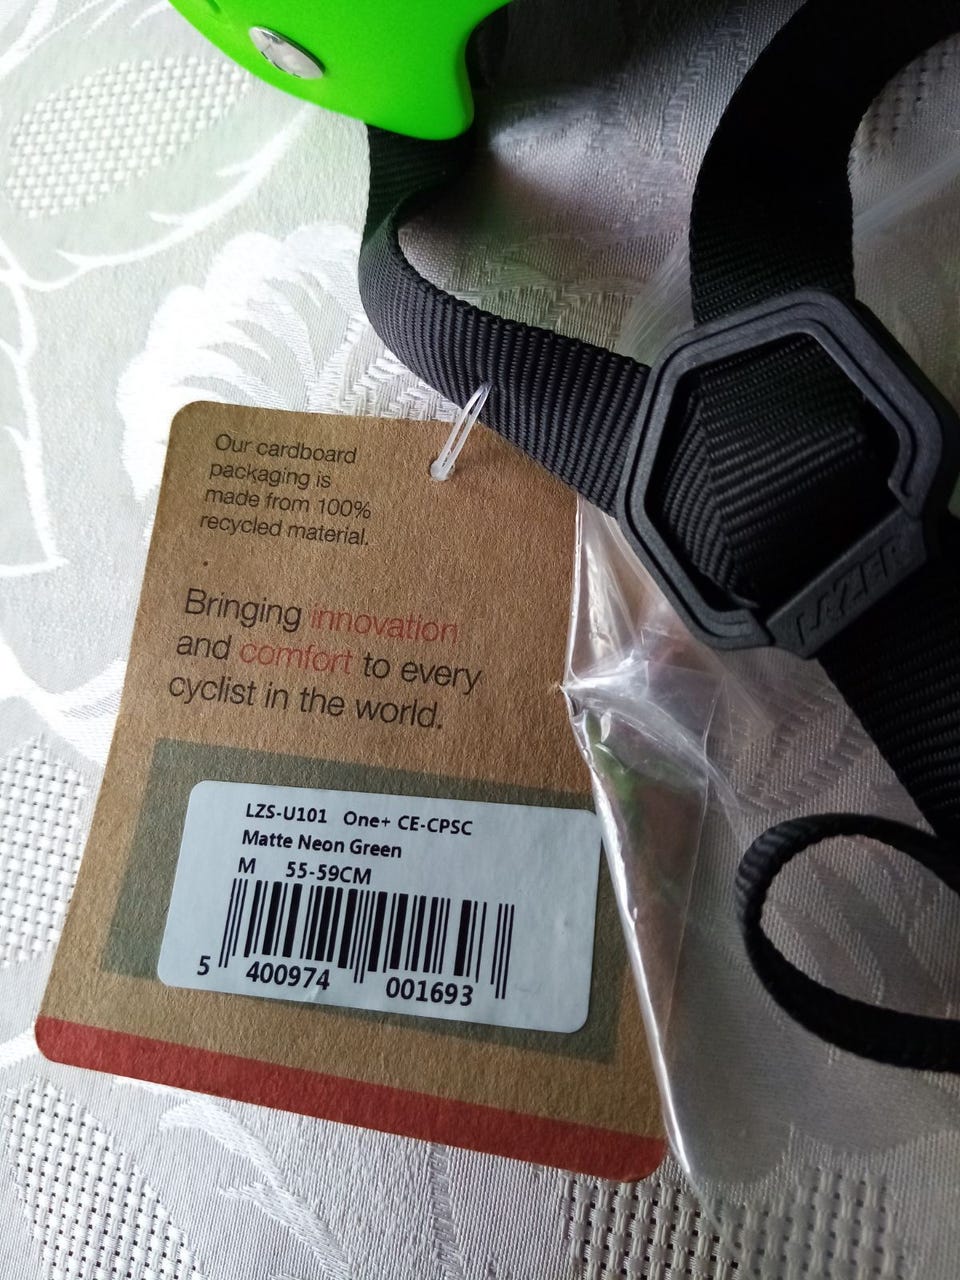 Our cardboard
packaging is
made from 100%
recycled material.
Bringing innovation
and comfort to every
cyclist in the world.
LAZER
LZS-U101 One+ CE-CPSC
Matte Neon Green
M 55-59CM
5 400974 001693